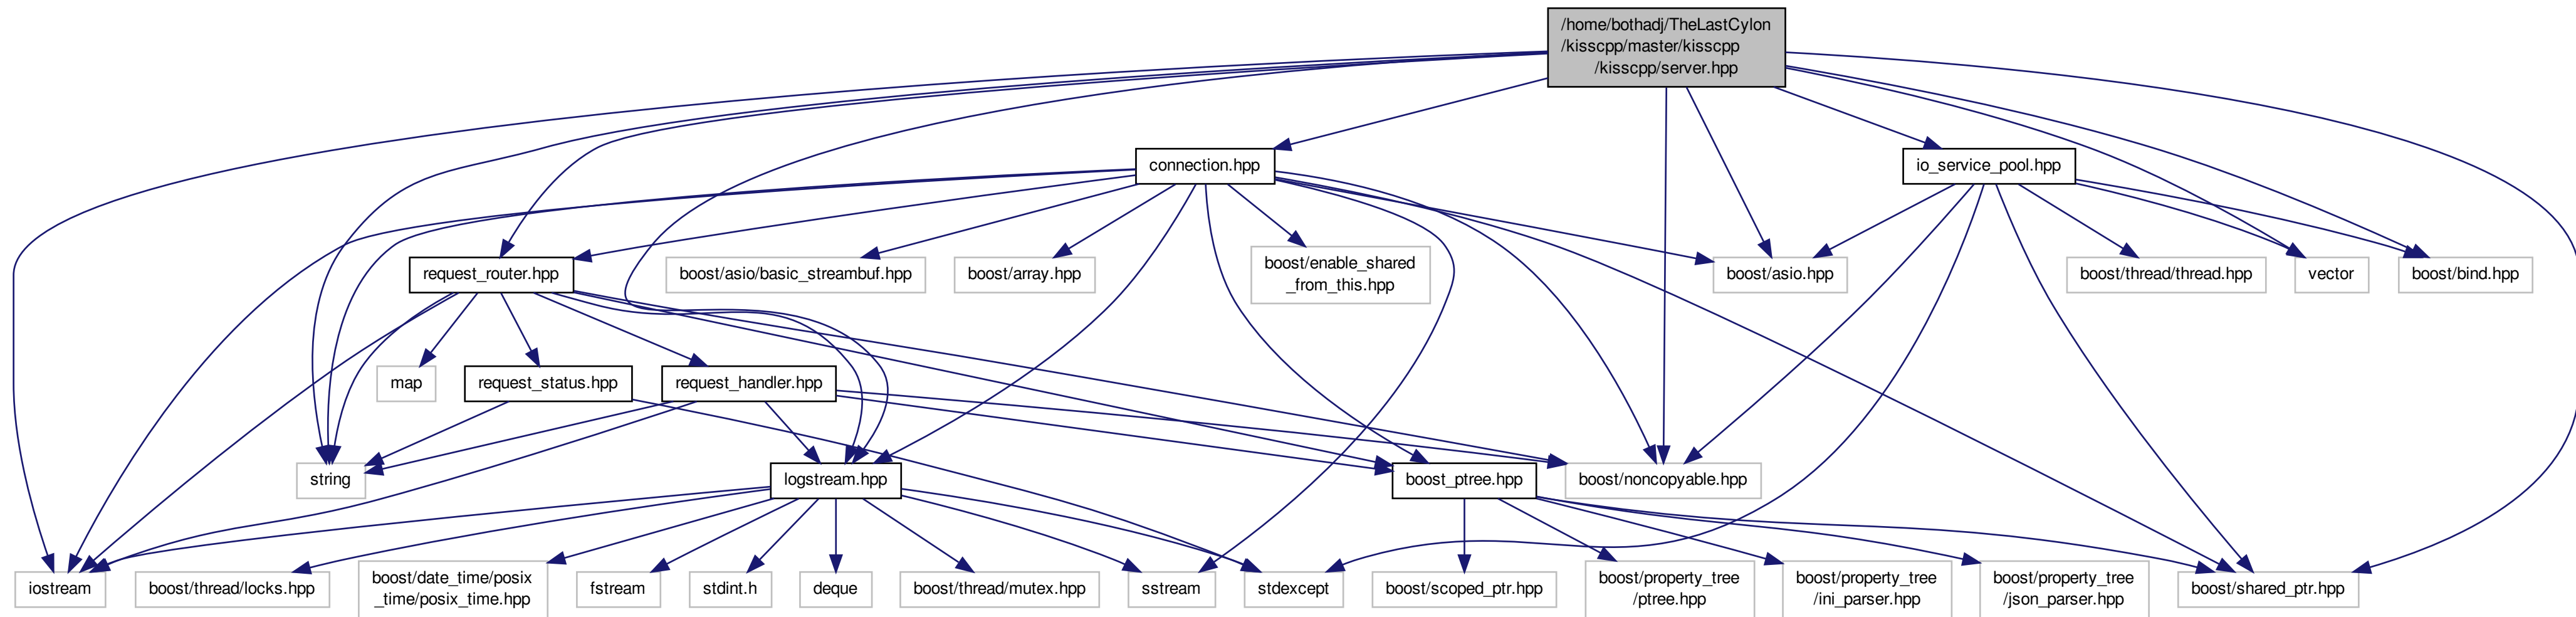 /home/bothadj/TheLastCylon
/kisscpp/master/kisscpp
/kisscpp/server.hpp
connection.hpp
io_service_pool.hpp
request_router.hpp
boost/asio/basic_streambuf.hpp
boost/array.hpp
boost/enable_shared
_from_this.hpp
boost/asio.hpp
boost/thread/thread.hpp
vector
boost/bind.hpp
map
request_status.hpp
request_handler.hpp
string
logstream.hpp
boost_ptree.hpp
boost/noncopyable.hpp
iostream
boost/thread/locks.hpp
boost/date_time/posix
_time/posix_time.hpp
fstream
stdint.h
deque
boost/thread/mutex.hpp
sstream
stdexcept
boost/scoped_ptr.hpp
boost/property_tree
/ptree.hpp
boost/property_tree
/ini_parser.hpp
boost/property_tree
/json_parser.hpp
boost/shared_ptr.hpp